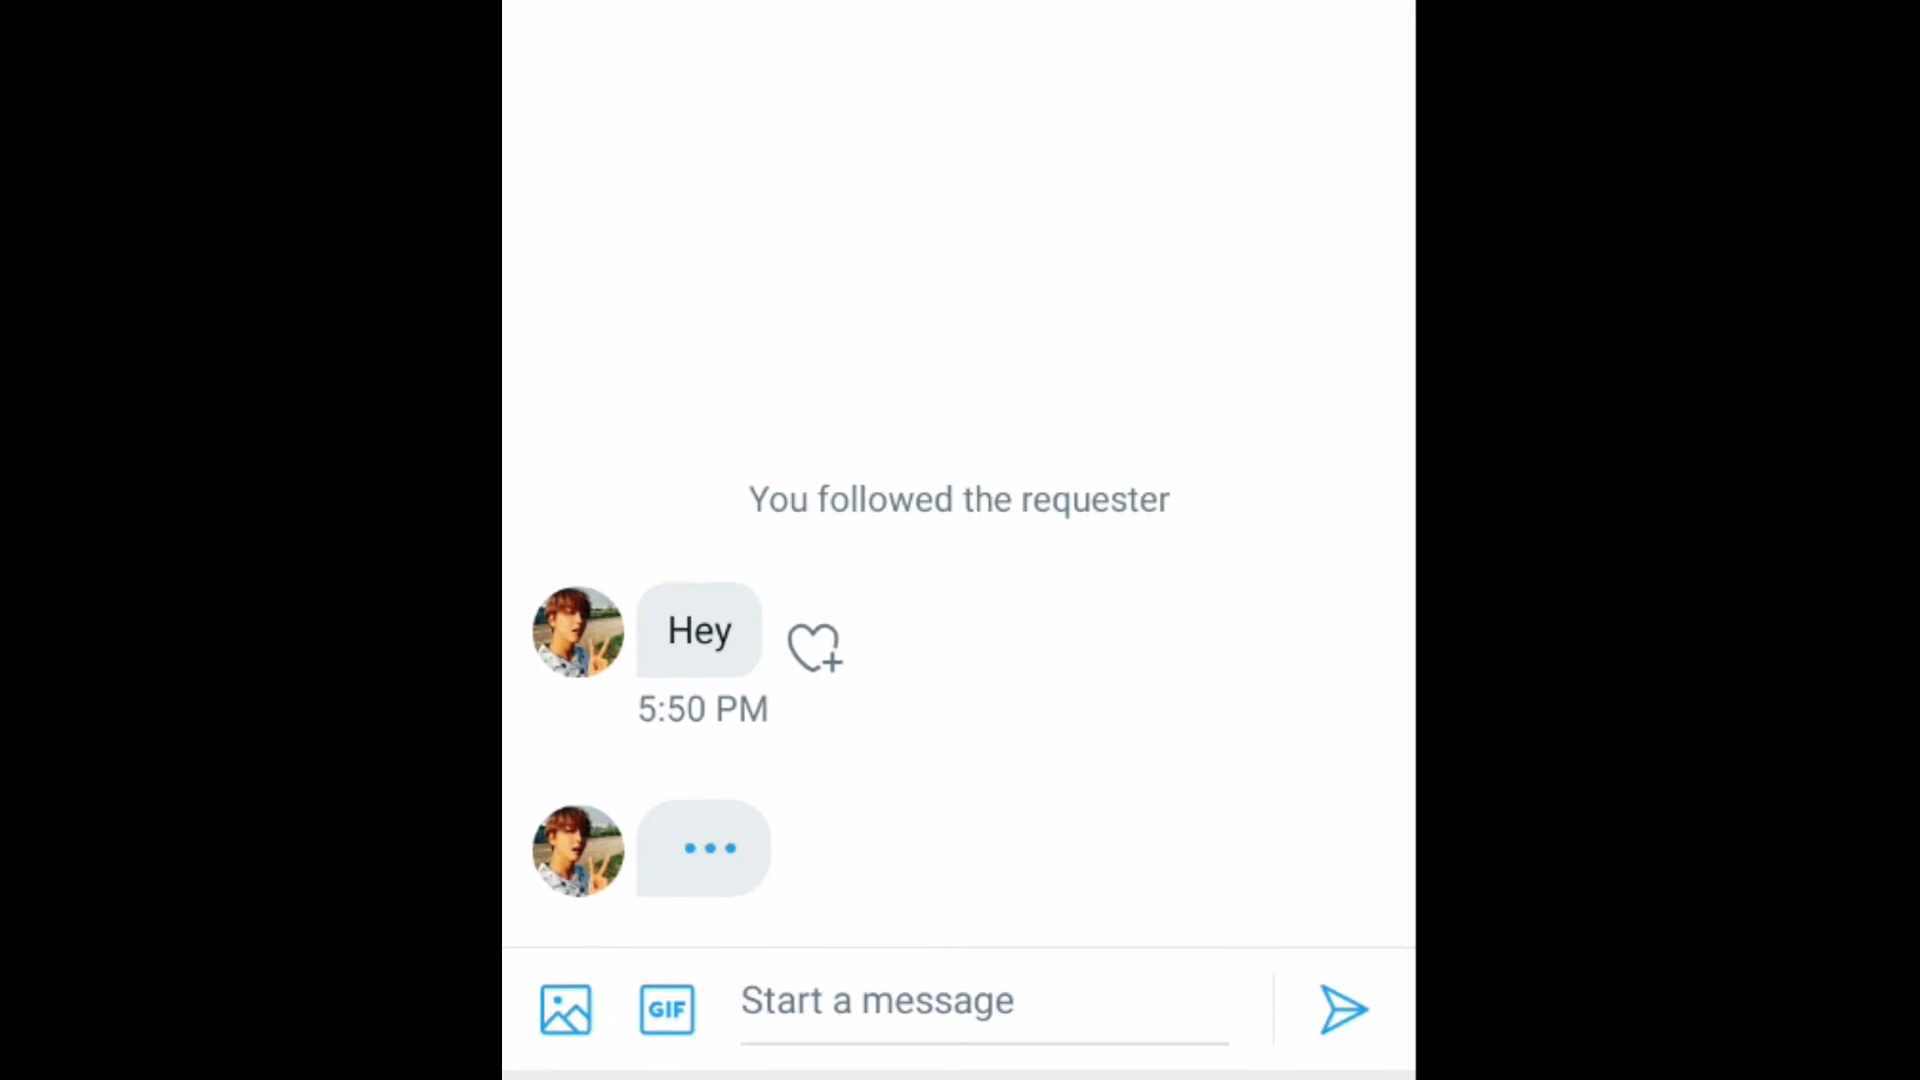 You followed the requester
Hey
5:50 PM
GIF
Start a message